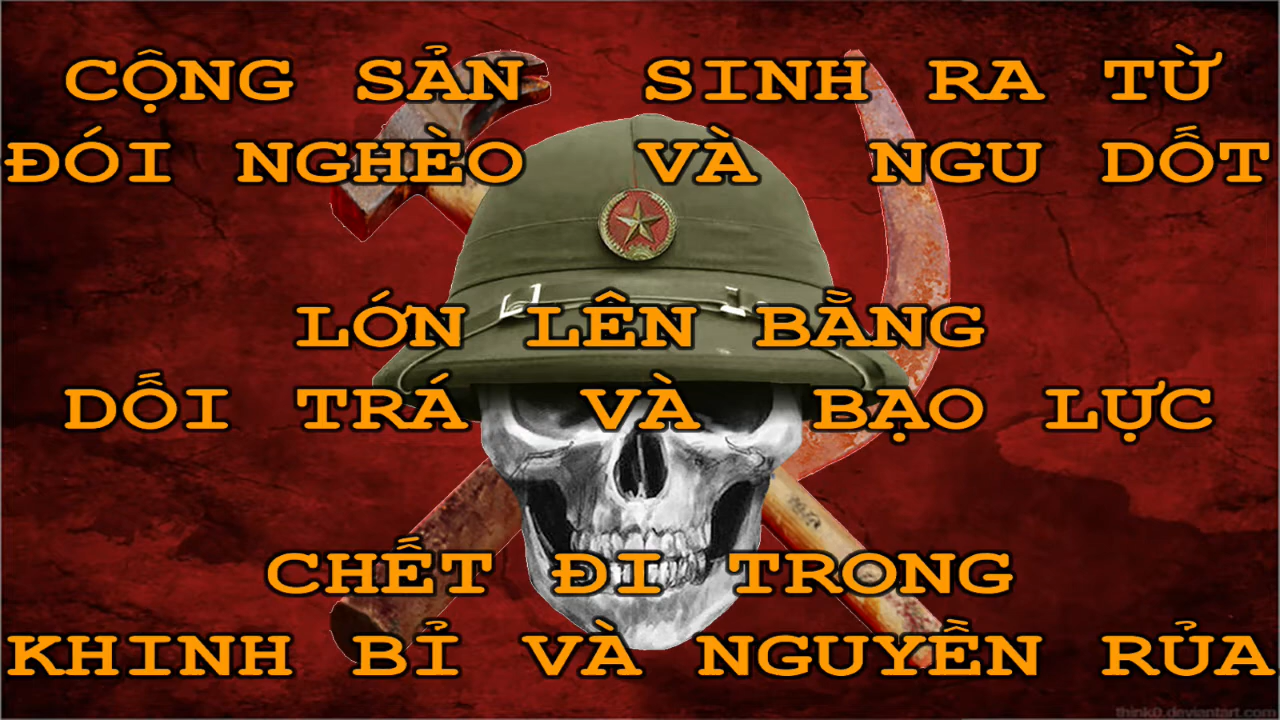 CỘNG SẢN SINH RA TỪ
ĐÓI NGHÈO VÀ NGU DỐT
LỚN LÊN BẰNG
DỐI TRÁ VÀ BẠO LỰC
CHẾT ĐI TRONG
KHINH BỈ VÀ NGUYỀN RỦA
think0.deviantart.com